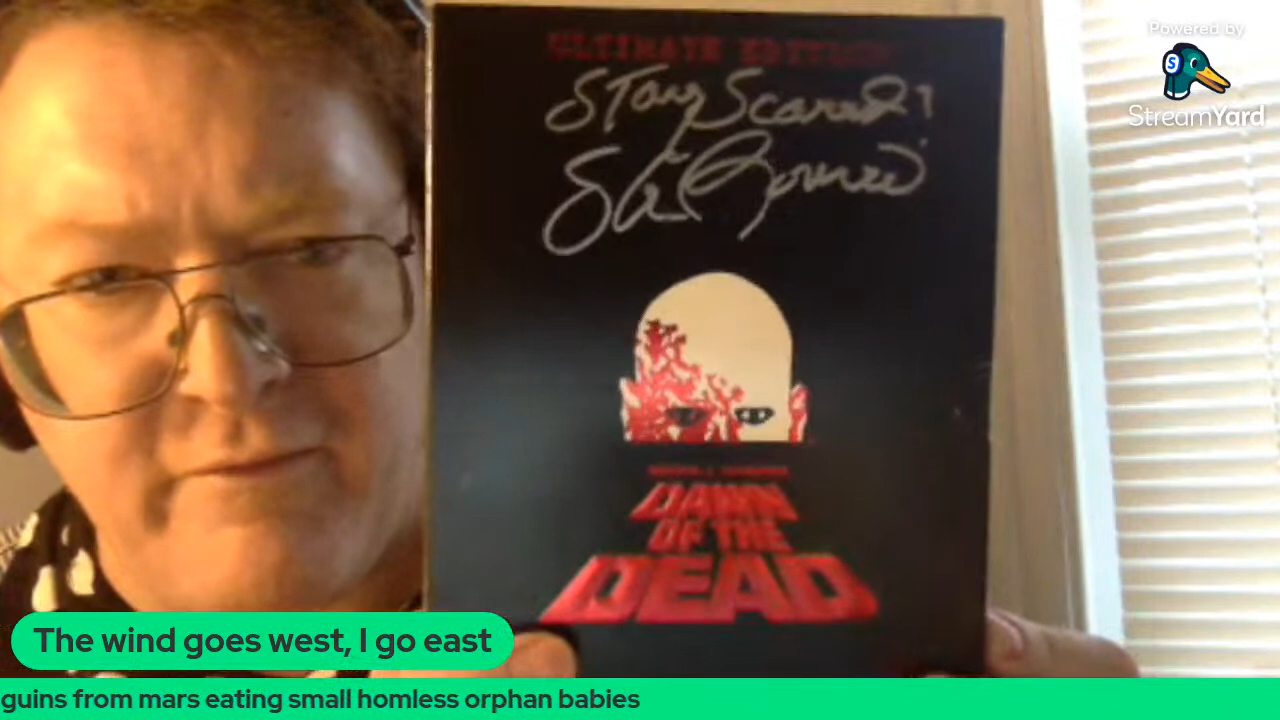 Powered by
StreamYard
ULTIMATE EDITION
Stay Scared!
DAWN
OF THE
DEAD
The wind goes west, I go east
guins from mars eating small homless orphan babies